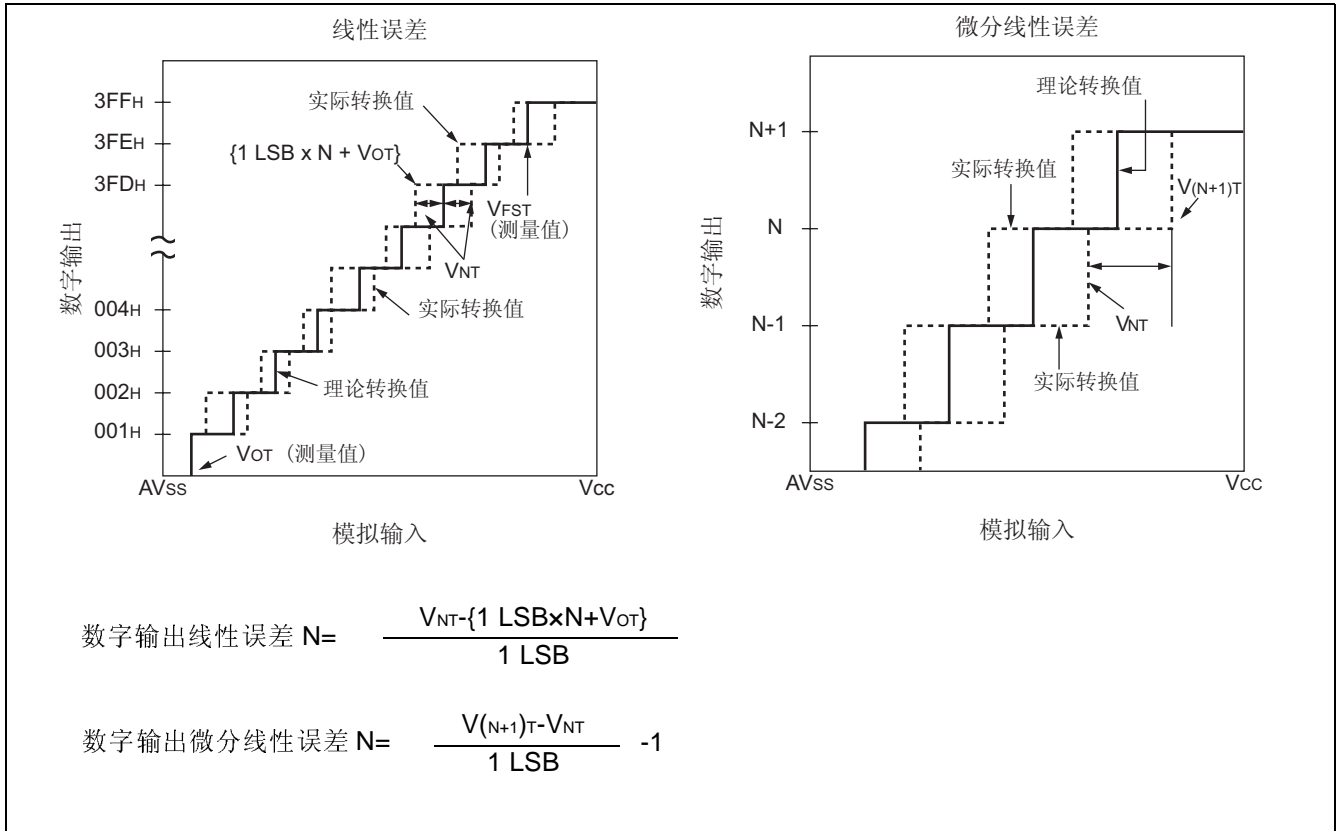 线性误差
3FFH
3FEH
3FDH
004H
003H
002H
001H
数字输出
实际转换值
{1 LSB x N + VOT}
VFST
(测量值)
VNT
实际转换值
理论转换值
VOT (测量值)
AVSS
VCC
模拟输入
微分线性误差
N+1
N
N-1
N-2
数字输出
理论转换值
实际转换值
V(N+1)T
VNT
实际转换值
AVSS
VCC
模拟输入
数字输出线性误差 N= VNT-{1 LSB×N+VOT}
1 LSB
数字输出微分线性误差 N= V(N+1)T-VNT -1
1 LSB